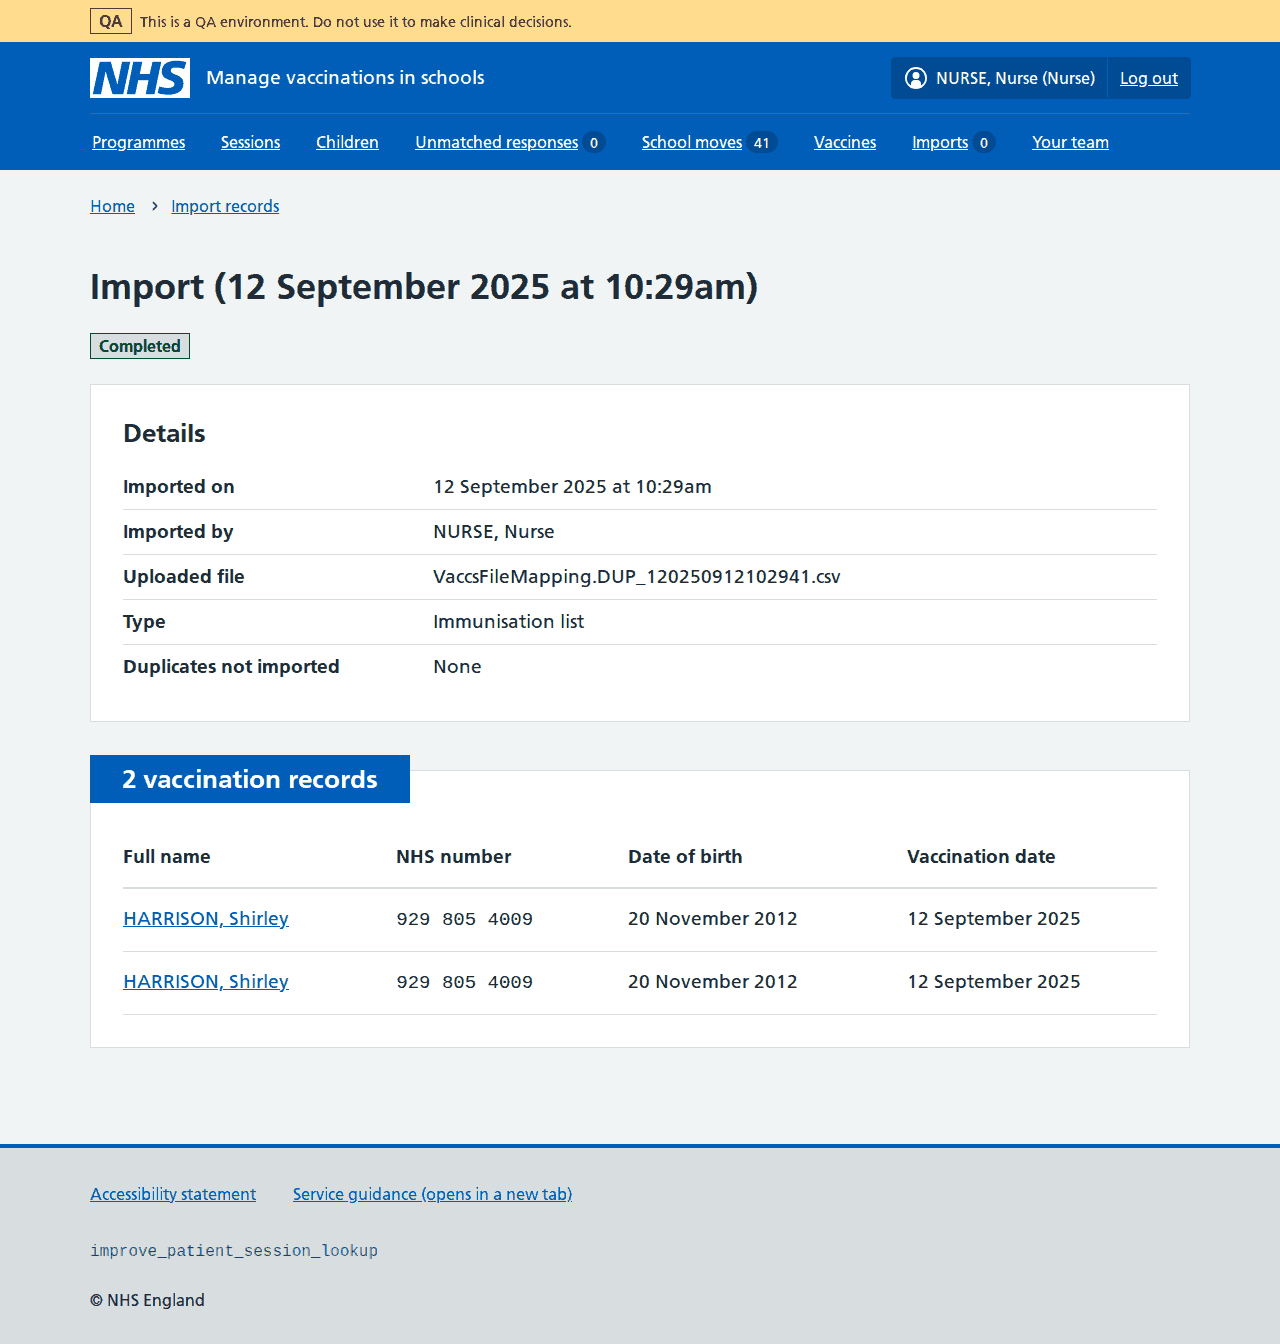 QA This is a QA environment. Do not use it to make clinical decisions.
NHS Manage vaccinations in schools NURSE, Nurse (Nurse) Log out
Programmes Sessions Children Unmatched responses 0 School moves 41 Vaccines Imports 0 Your team
Home Import records
Import (12 September 2025 at 10:29am)
Completed
Details
Imported on 12 September 2025 at 10:29am
Imported by NURSE, Nurse
Uploaded file VaccsFileMapping.DUP_120250912102941.csv
Type Immunisation list
Duplicates not imported None
2 vaccination records
Full name NHS number Date of birth Vaccination date
HARRISON, Shirley 929 805 4009 20 November 2012 12 September 2025
HARRISON, Shirley 929 805 4009 20 November 2012 12 September 2025
Accessibility statement Service guidance (opens in a new tab)
improve_patient_session_lookup
© NHS England